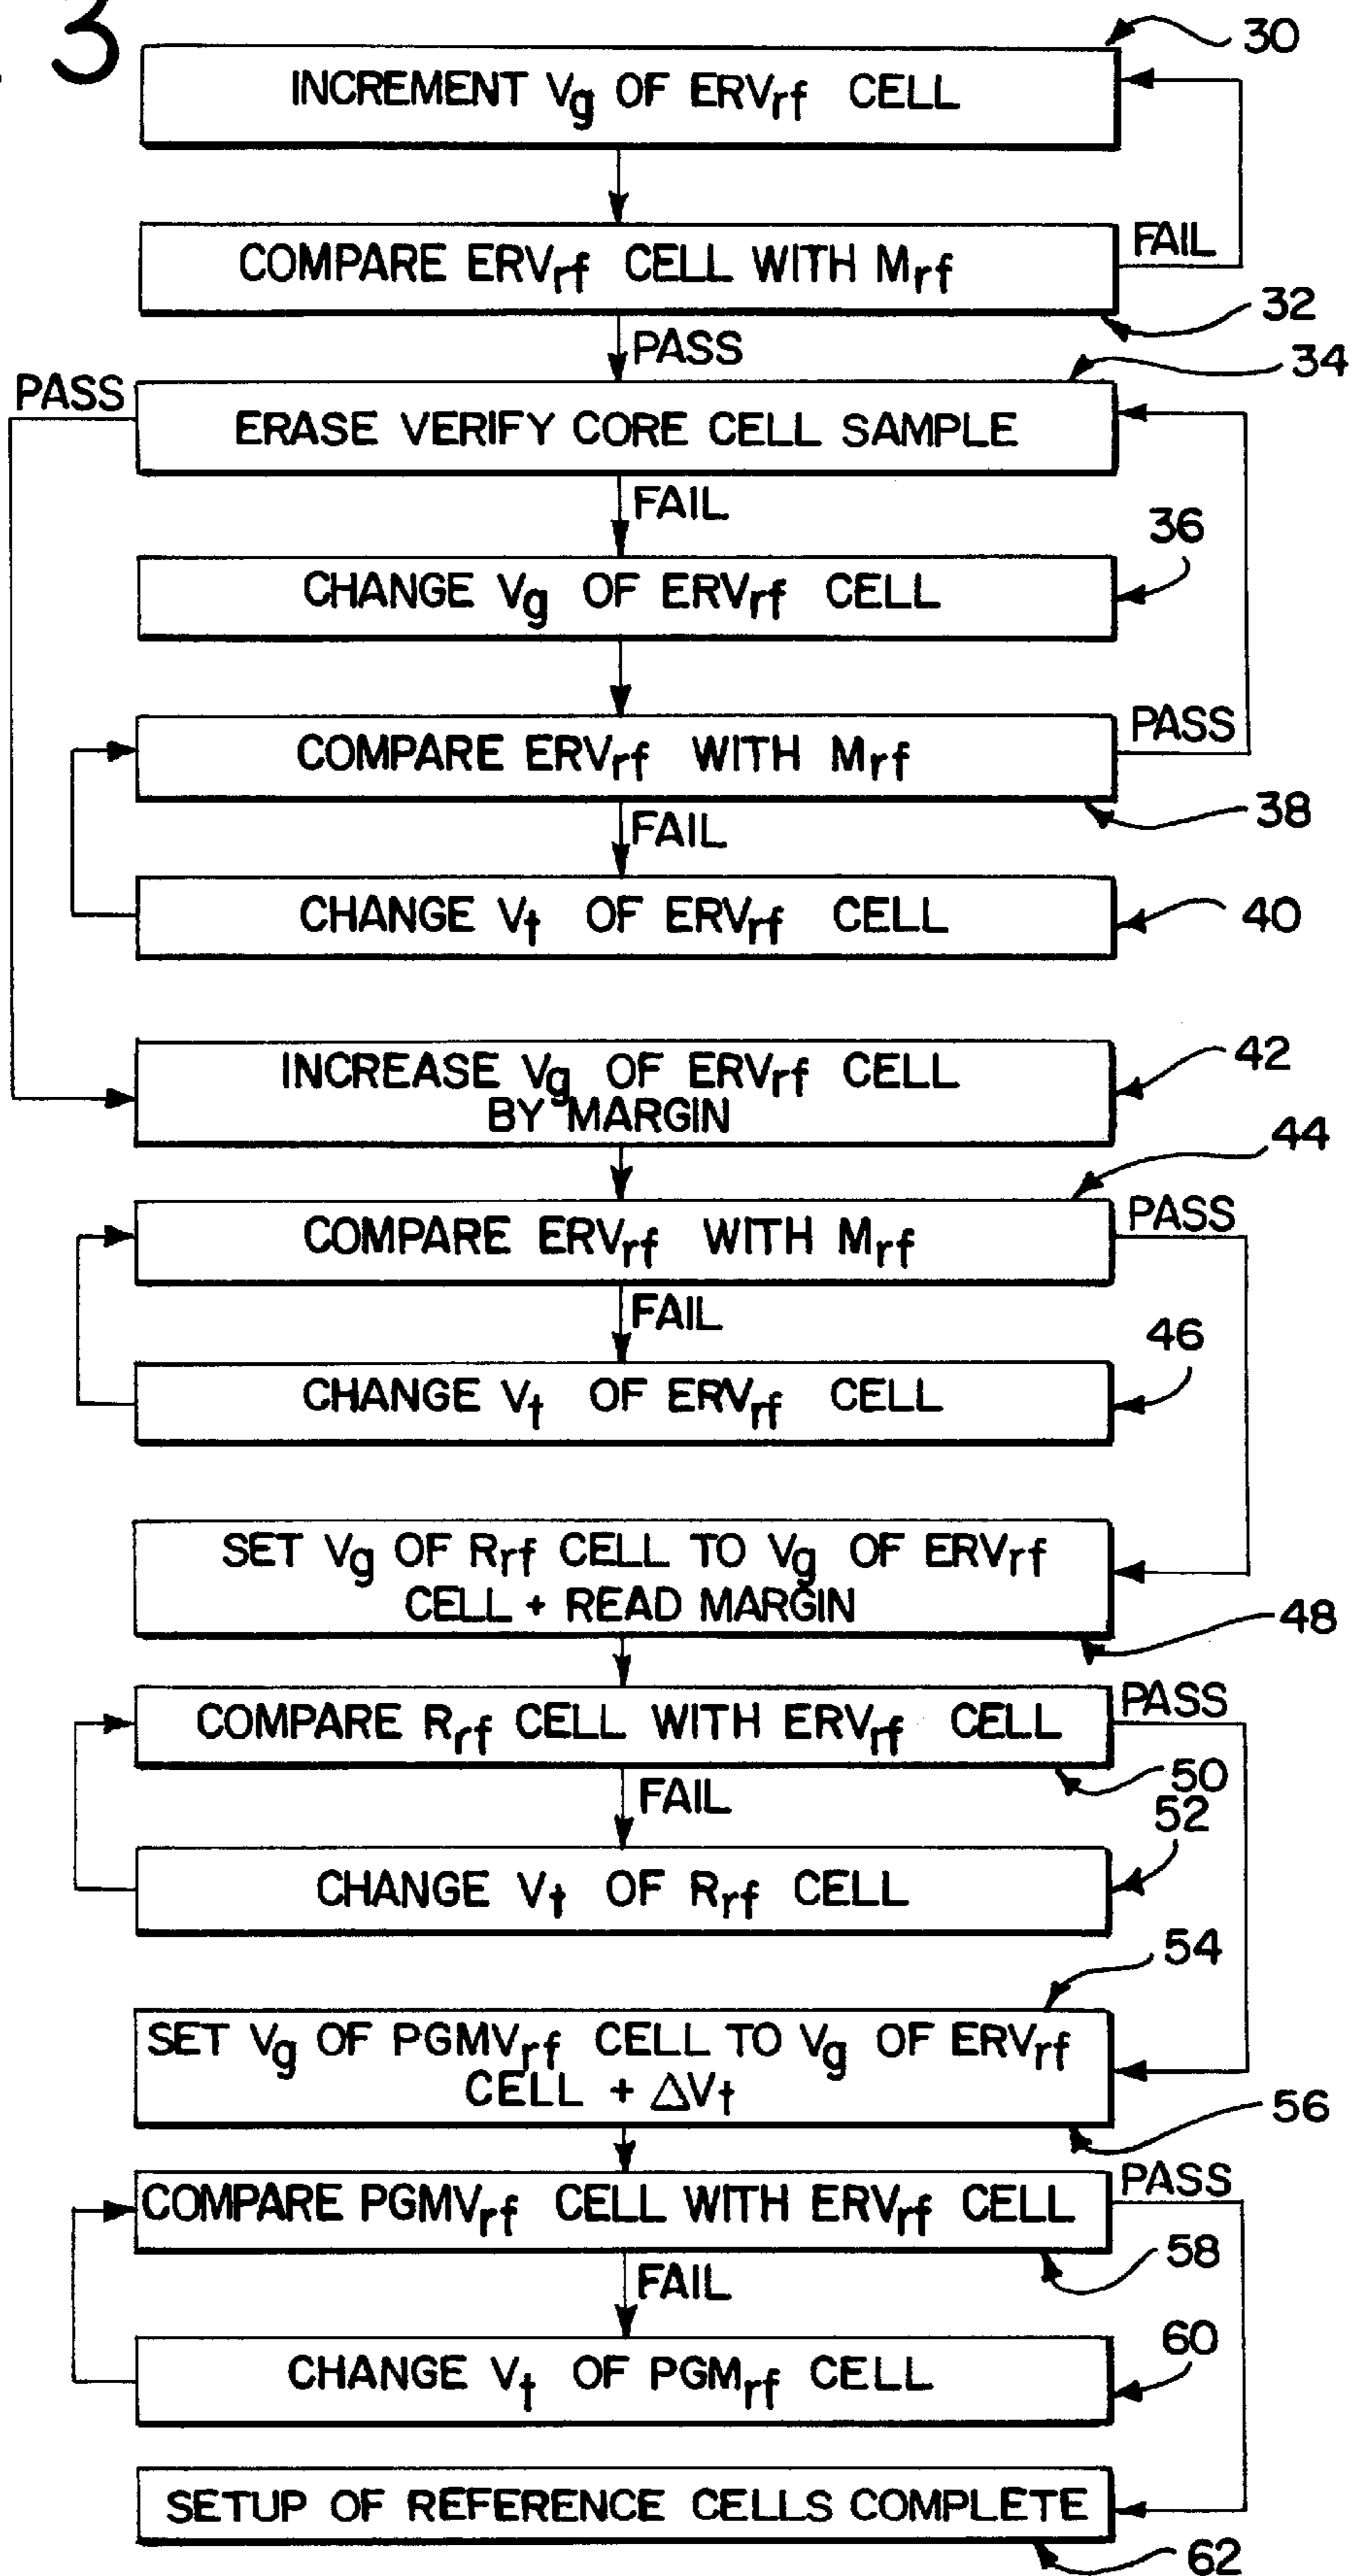 3
30
INCREMENT Vg OF ERVrf CELL
COMPARE ERVrf CELL WITH Mrf
FAIL
32
PASS
34
PASS
ERASE VERIFY CORE CELL SAMPLE
FAIL
36
CHANGE Vg OF ERVrf CELL
COMPARE ERVrf WITH Mrf
PASS
38
FAIL
CHANGE Vt OF ERVrf CELL
40
INCREASE Vg OF ERVrf CELL
BY MARGIN
42
44
COMPARE ERVrf WITH Mrf
PASS
FAIL
46
CHANGE Vt OF ERVrf CELL
SET Vg OF Rrf CELL TO Vg OF ERVrf
CELL + READ MARGIN
48
COMPARE Rrf CELL WITH ERVrf CELL
PASS
50
FAIL
52
CHANGE Vt OF Rrf CELL
54
SET Vg OF PGMVrf CELL TO Vg OF ERVrf
CELL + ΔVt
56
COMPARE PGMVrf CELL WITH ERVrf CELL
PASS
58
FAIL
60
CHANGE Vt OF PGMrf CELL
SETUP OF REFERENCE CELLS COMPLETE
62